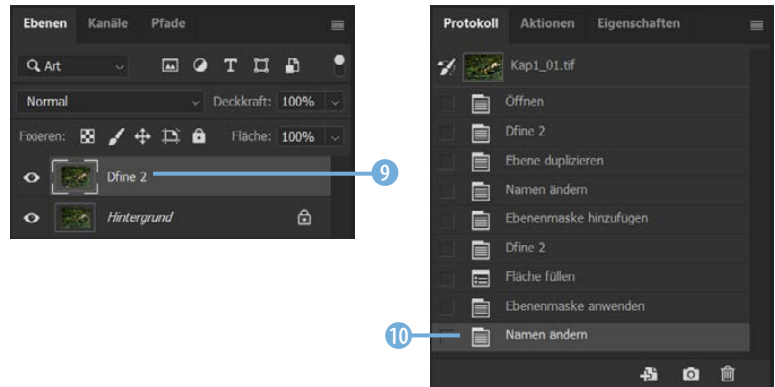 Ebenen Kanäle Pfade
Art
Normal Deckkraft: 100%
Fixieren: Fläche: 100%
Dfine 2
9
Hintergrund
Protokoll Aktionen Eigenschaften
Kap1_01.tif
Öffnen
Dfine 2
Ebene duplizieren
Namen ändern
Ebenenmaske hinzufügen
Dfine 2
Fläche füllen
Ebenenmaske anwenden
10
Namen ändern